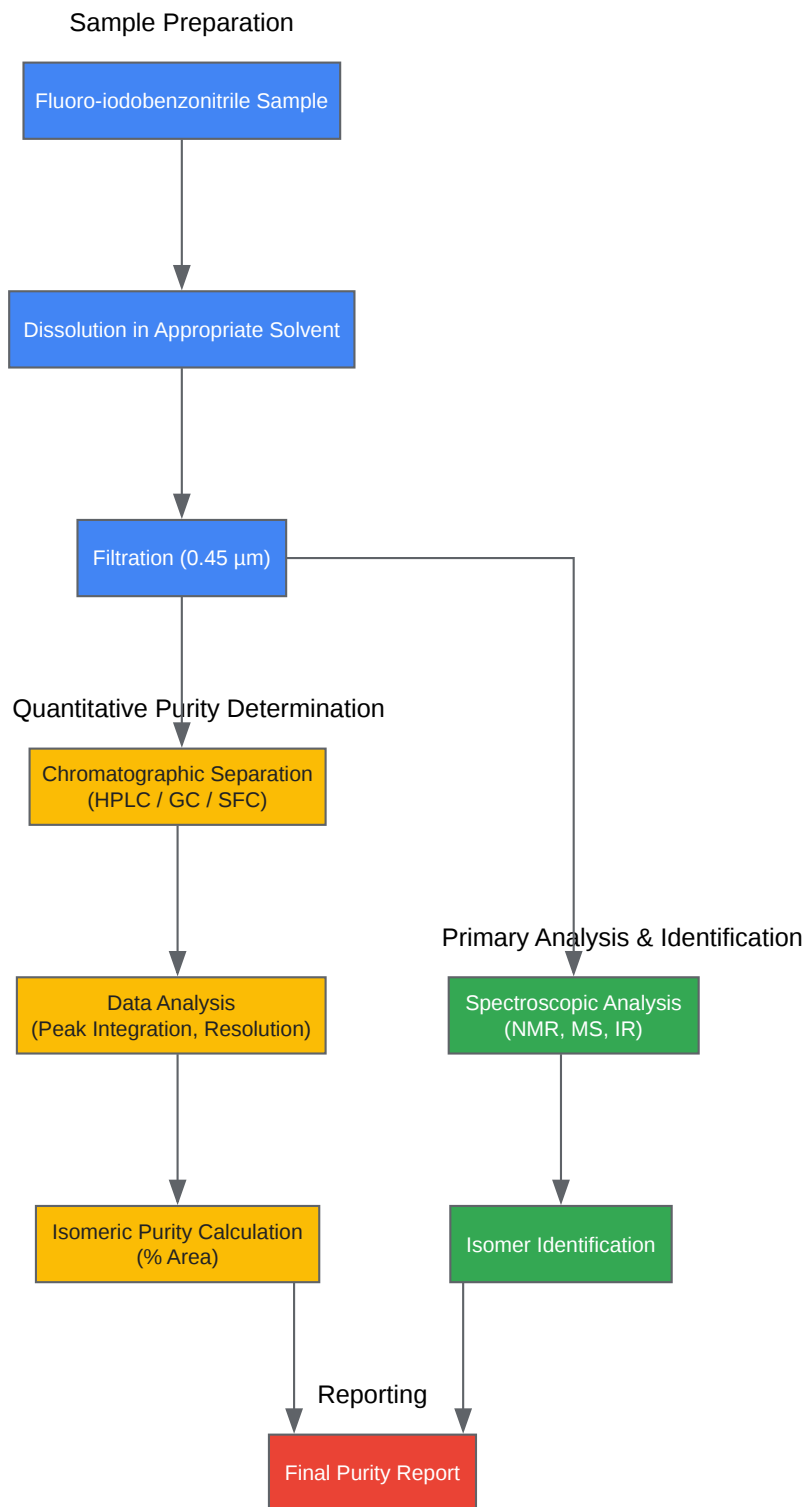 Sample Preparation
Fluoro-iodobenzonitrile Sample
Dissolution in Appropriate Solvent
Filtration (0.45 µm)
Quantitative Purity Determination
Chromatographic Separation
(HPLC / GC / SFC)
Primary Analysis & Identification
Data Analysis
(Peak Integration, Resolution)
Spectroscopic Analysis
(NMR, MS, IR)
Isomeric Purity Calculation
(% Area)
Isomer Identification
Reporting
Final Purity Report